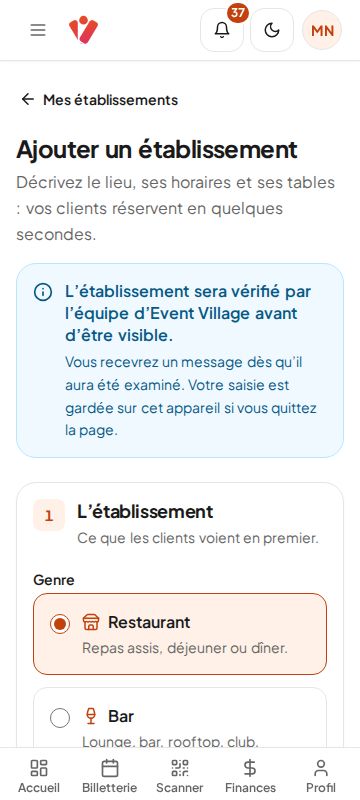 37
MN
Mes établissements
Ajouter un établissement
Décrivez le lieu, ses horaires et ses tables
: vos clients réservent en quelques
secondes.
L’établissement sera vérifié par
l’équipe d’Event Village avant
d’être visible.
Vous recevrez un message dès qu’il
aura été examiné. Votre saisie est
gardée sur cet appareil si vous quittez
la page.
1
L’établissement
Ce que les clients voient en premier.
Genre
Restaurant
Repas assis, déjeuner ou dîner.
Bar
Lounge, bar, rooftop, club.
Accueil
Billetterie
Scanner
Finances
Profil